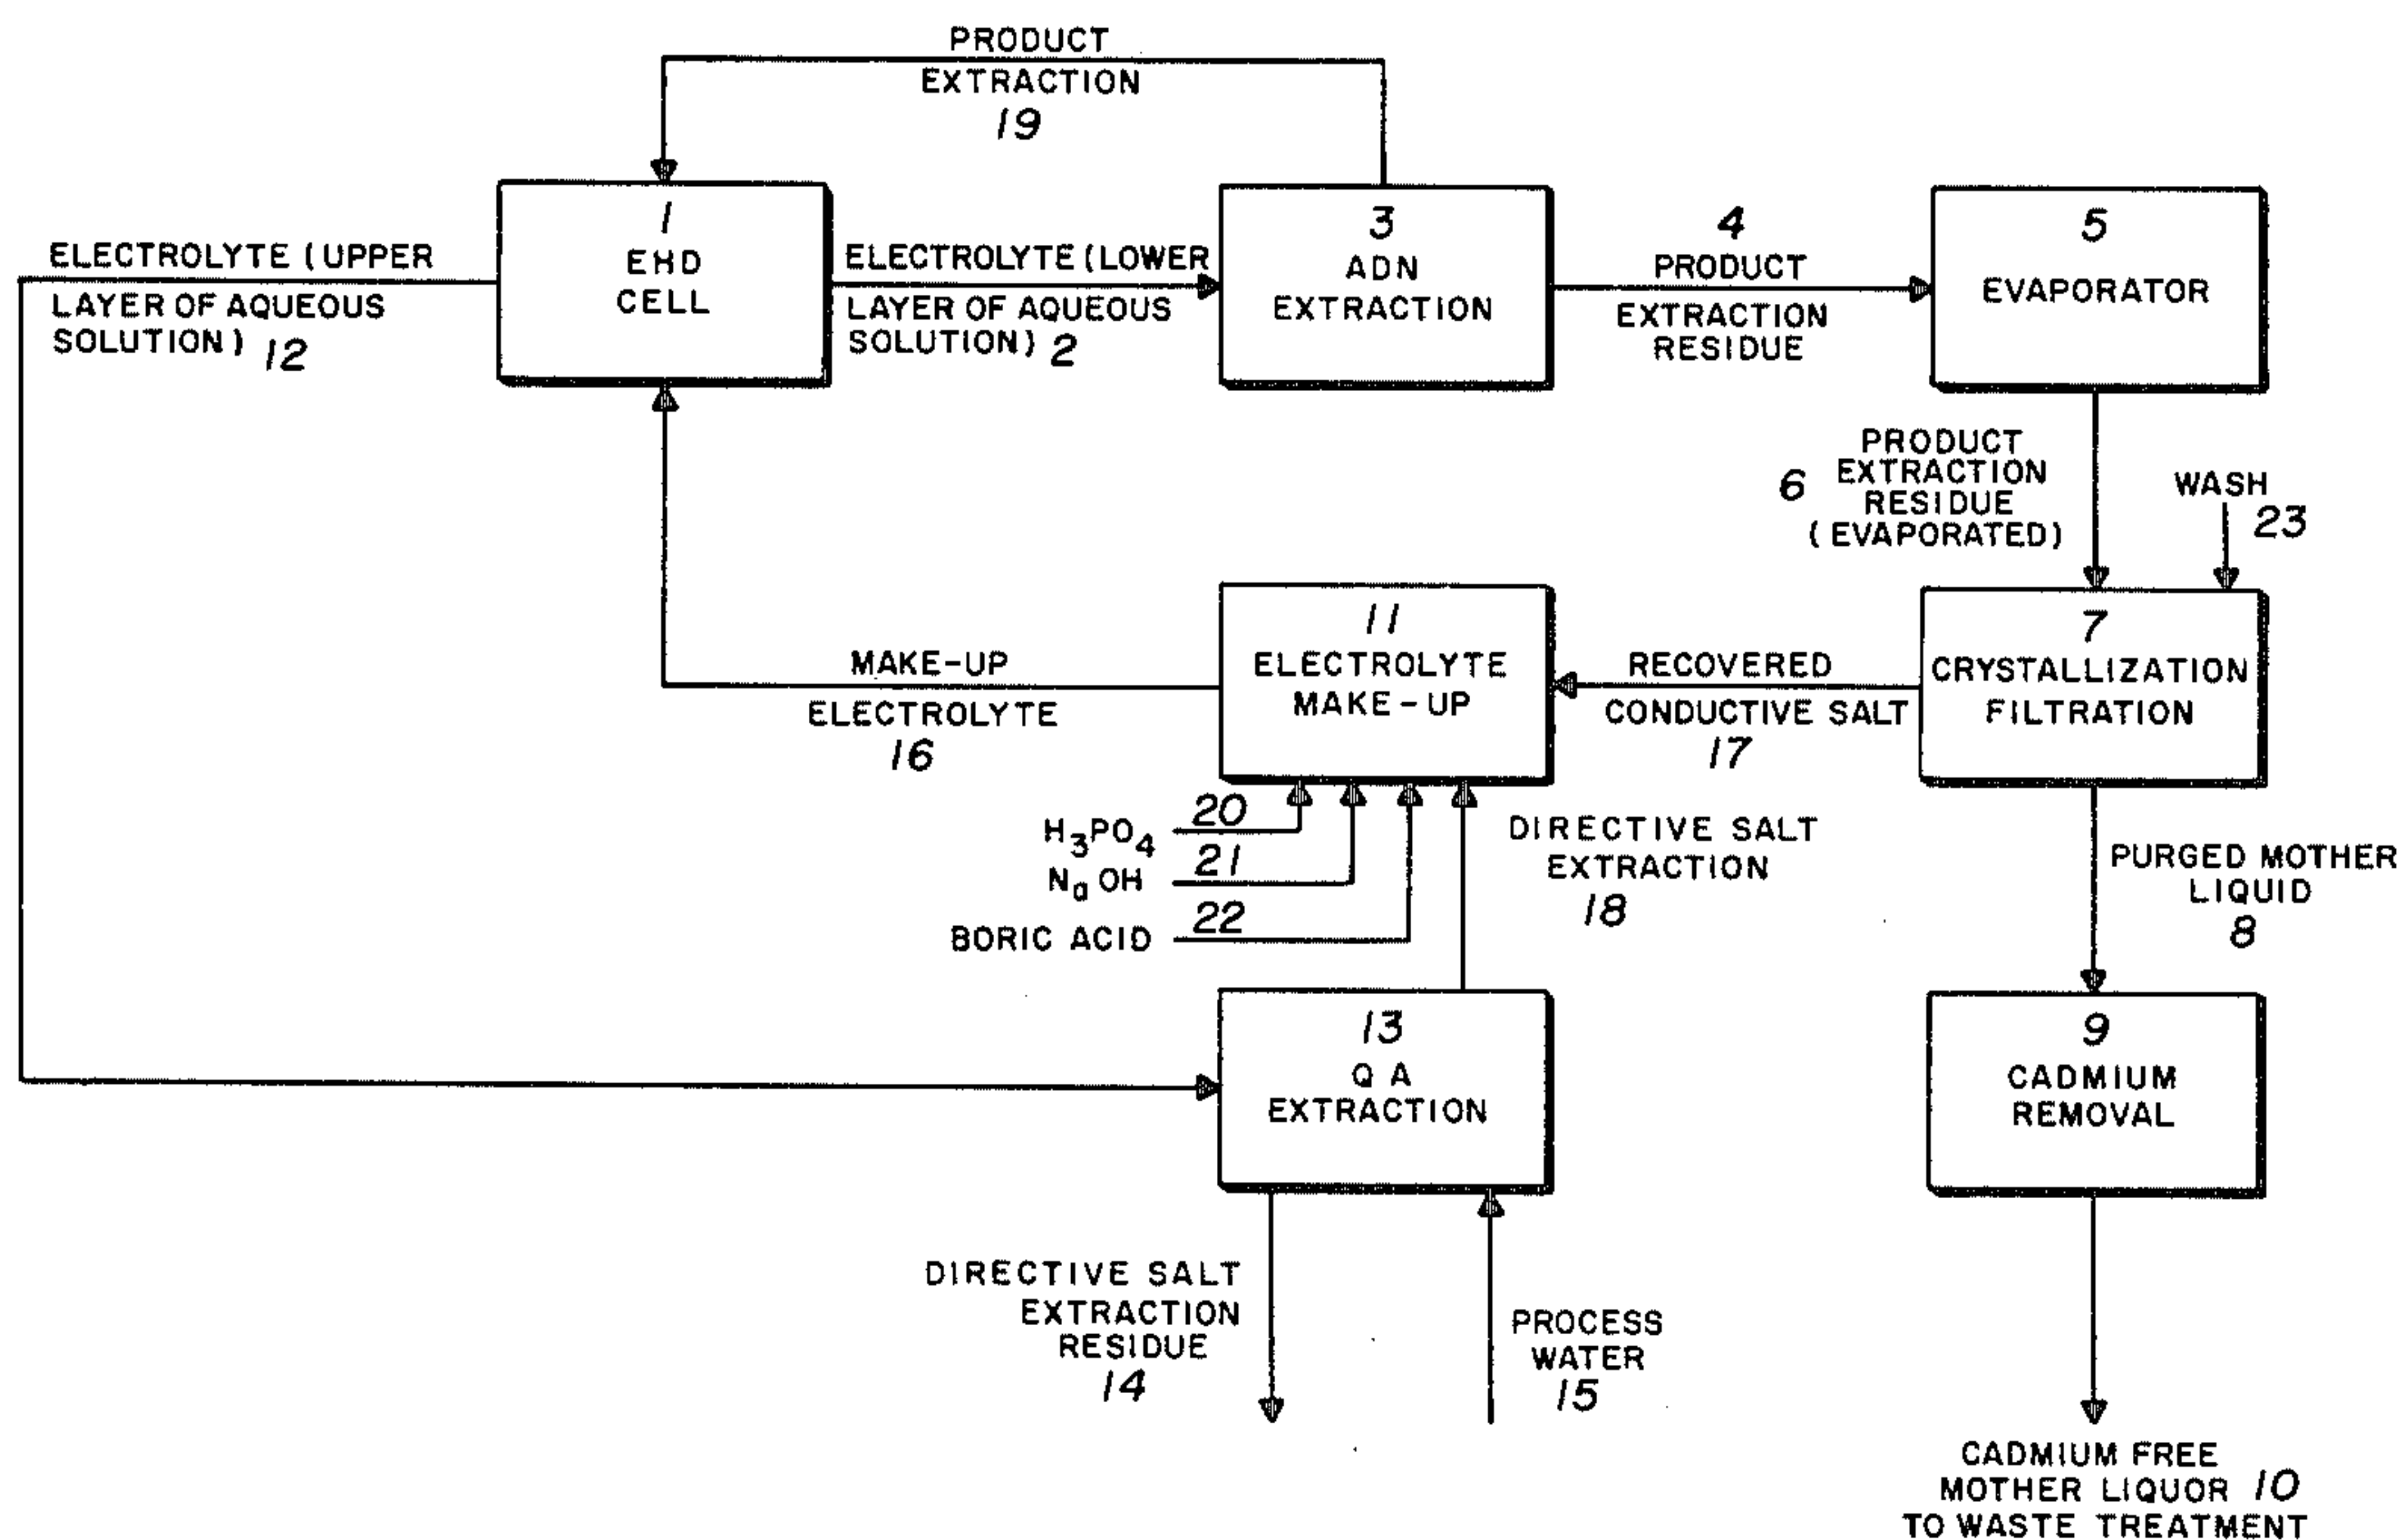 PRODUCT
EXTRACTION
19
1
EHD
CELL
ELECTROLYTE (UPPER
LAYER OF AQUEOUS
SOLUTION) 12
ELECTROLYTE (LOWER
LAYER OF AQUEOUS
SOLUTION) 2
3
ADN
EXTRACTION
4
PRODUCT
EXTRACTION
RESIDUE
5
EVAPORATOR
6 PRODUCT
EXTRACTION
RESIDUE
(EVAPORATED)
WASH
23
7
CRYSTALLIZATION
FILTRATION
RECOVERED
CONDUCTIVE SALT
17
11
ELECTROLYTE
MAKE-UP
MAKE-UP
ELECTROLYTE
16
H3PO4 20
NaOH 21
BORIC ACID 22
DIRECTIVE SALT
EXTRACTION
18
PURGED MOTHER
LIQUID
8
13
Q A
EXTRACTION
9
CADMIUM
REMOVAL
DIRECTIVE SALT
EXTRACTION
RESIDUE
14
PROCESS
WATER
15
CADMIUM FREE
MOTHER LIQUOR 10
TO WASTE TREATMENT